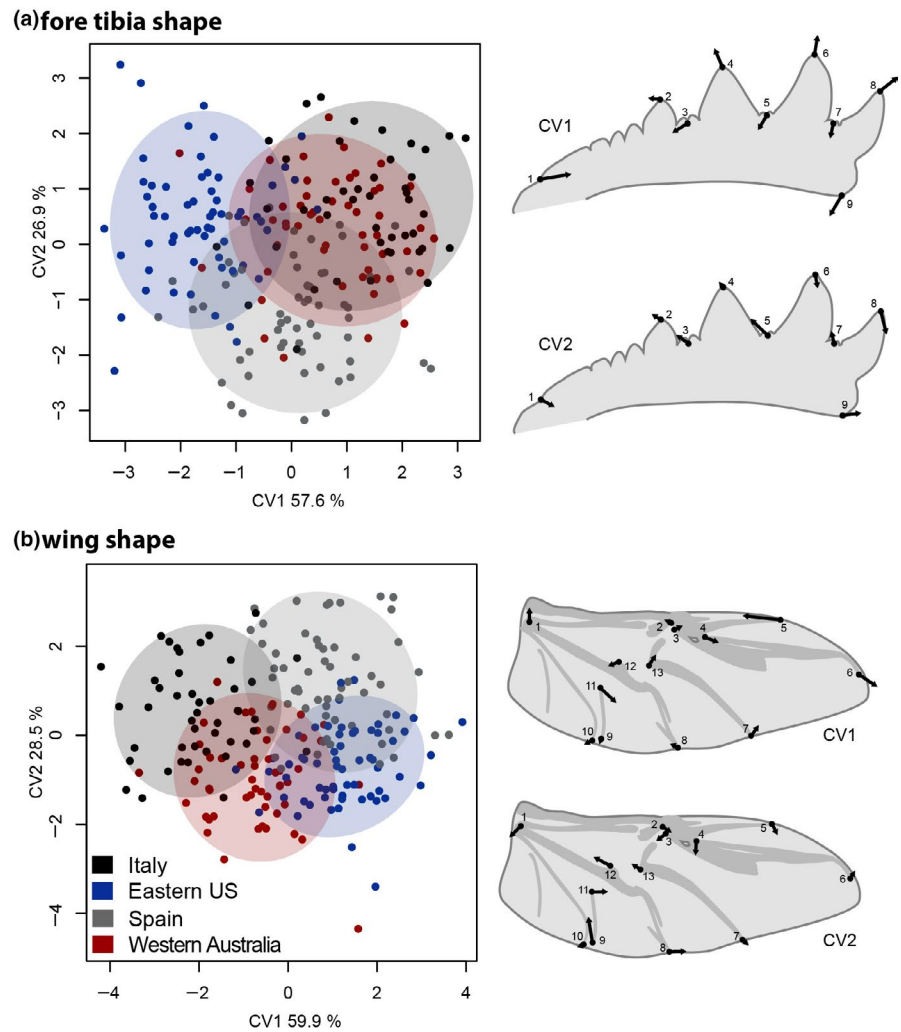 (a)fore tibia shape
3
2
1
0
−1
−2
−3
CV2 26.9 %
−3 −2 −1 0 1 2 3
CV1 57.6 %
CV1
1 2 3 4 5 6 7 8 9
CV2
1 2 3 4 5 6 7 8 9
(b)wing shape
2
0
−2
−4
CV2 28.5 %
Italy
Eastern US
Spain
Western Australia
−4 −2 0 2 4
CV1 59.9 %
1 2 3 4 5 6 7 8 9 10 11 12 13
CV1
1 2 3 4 5 6 7 8 9 10 11 12 13
CV2